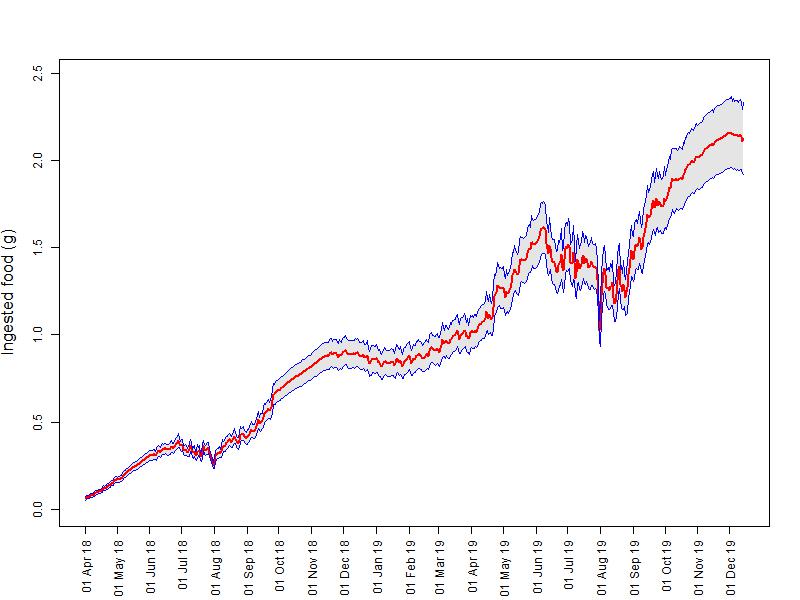 Ingested food (g)
2.5
2.0
1.5
1.0
0.5
0.0
01 Apr 18
01 May 18
01 Jun 18
01 Jul 18
01 Aug 18
01 Sep 18
01 Oct 18
01 Nov 18
01 Dec 18
01 Jan 19
01 Feb 19
01 Mar 19
01 Apr 19
01 May 19
01 Jun 19
01 Jul 19
01 Aug 19
01 Sep 19
01 Oct 19
01 Nov 19
01 Dec 19